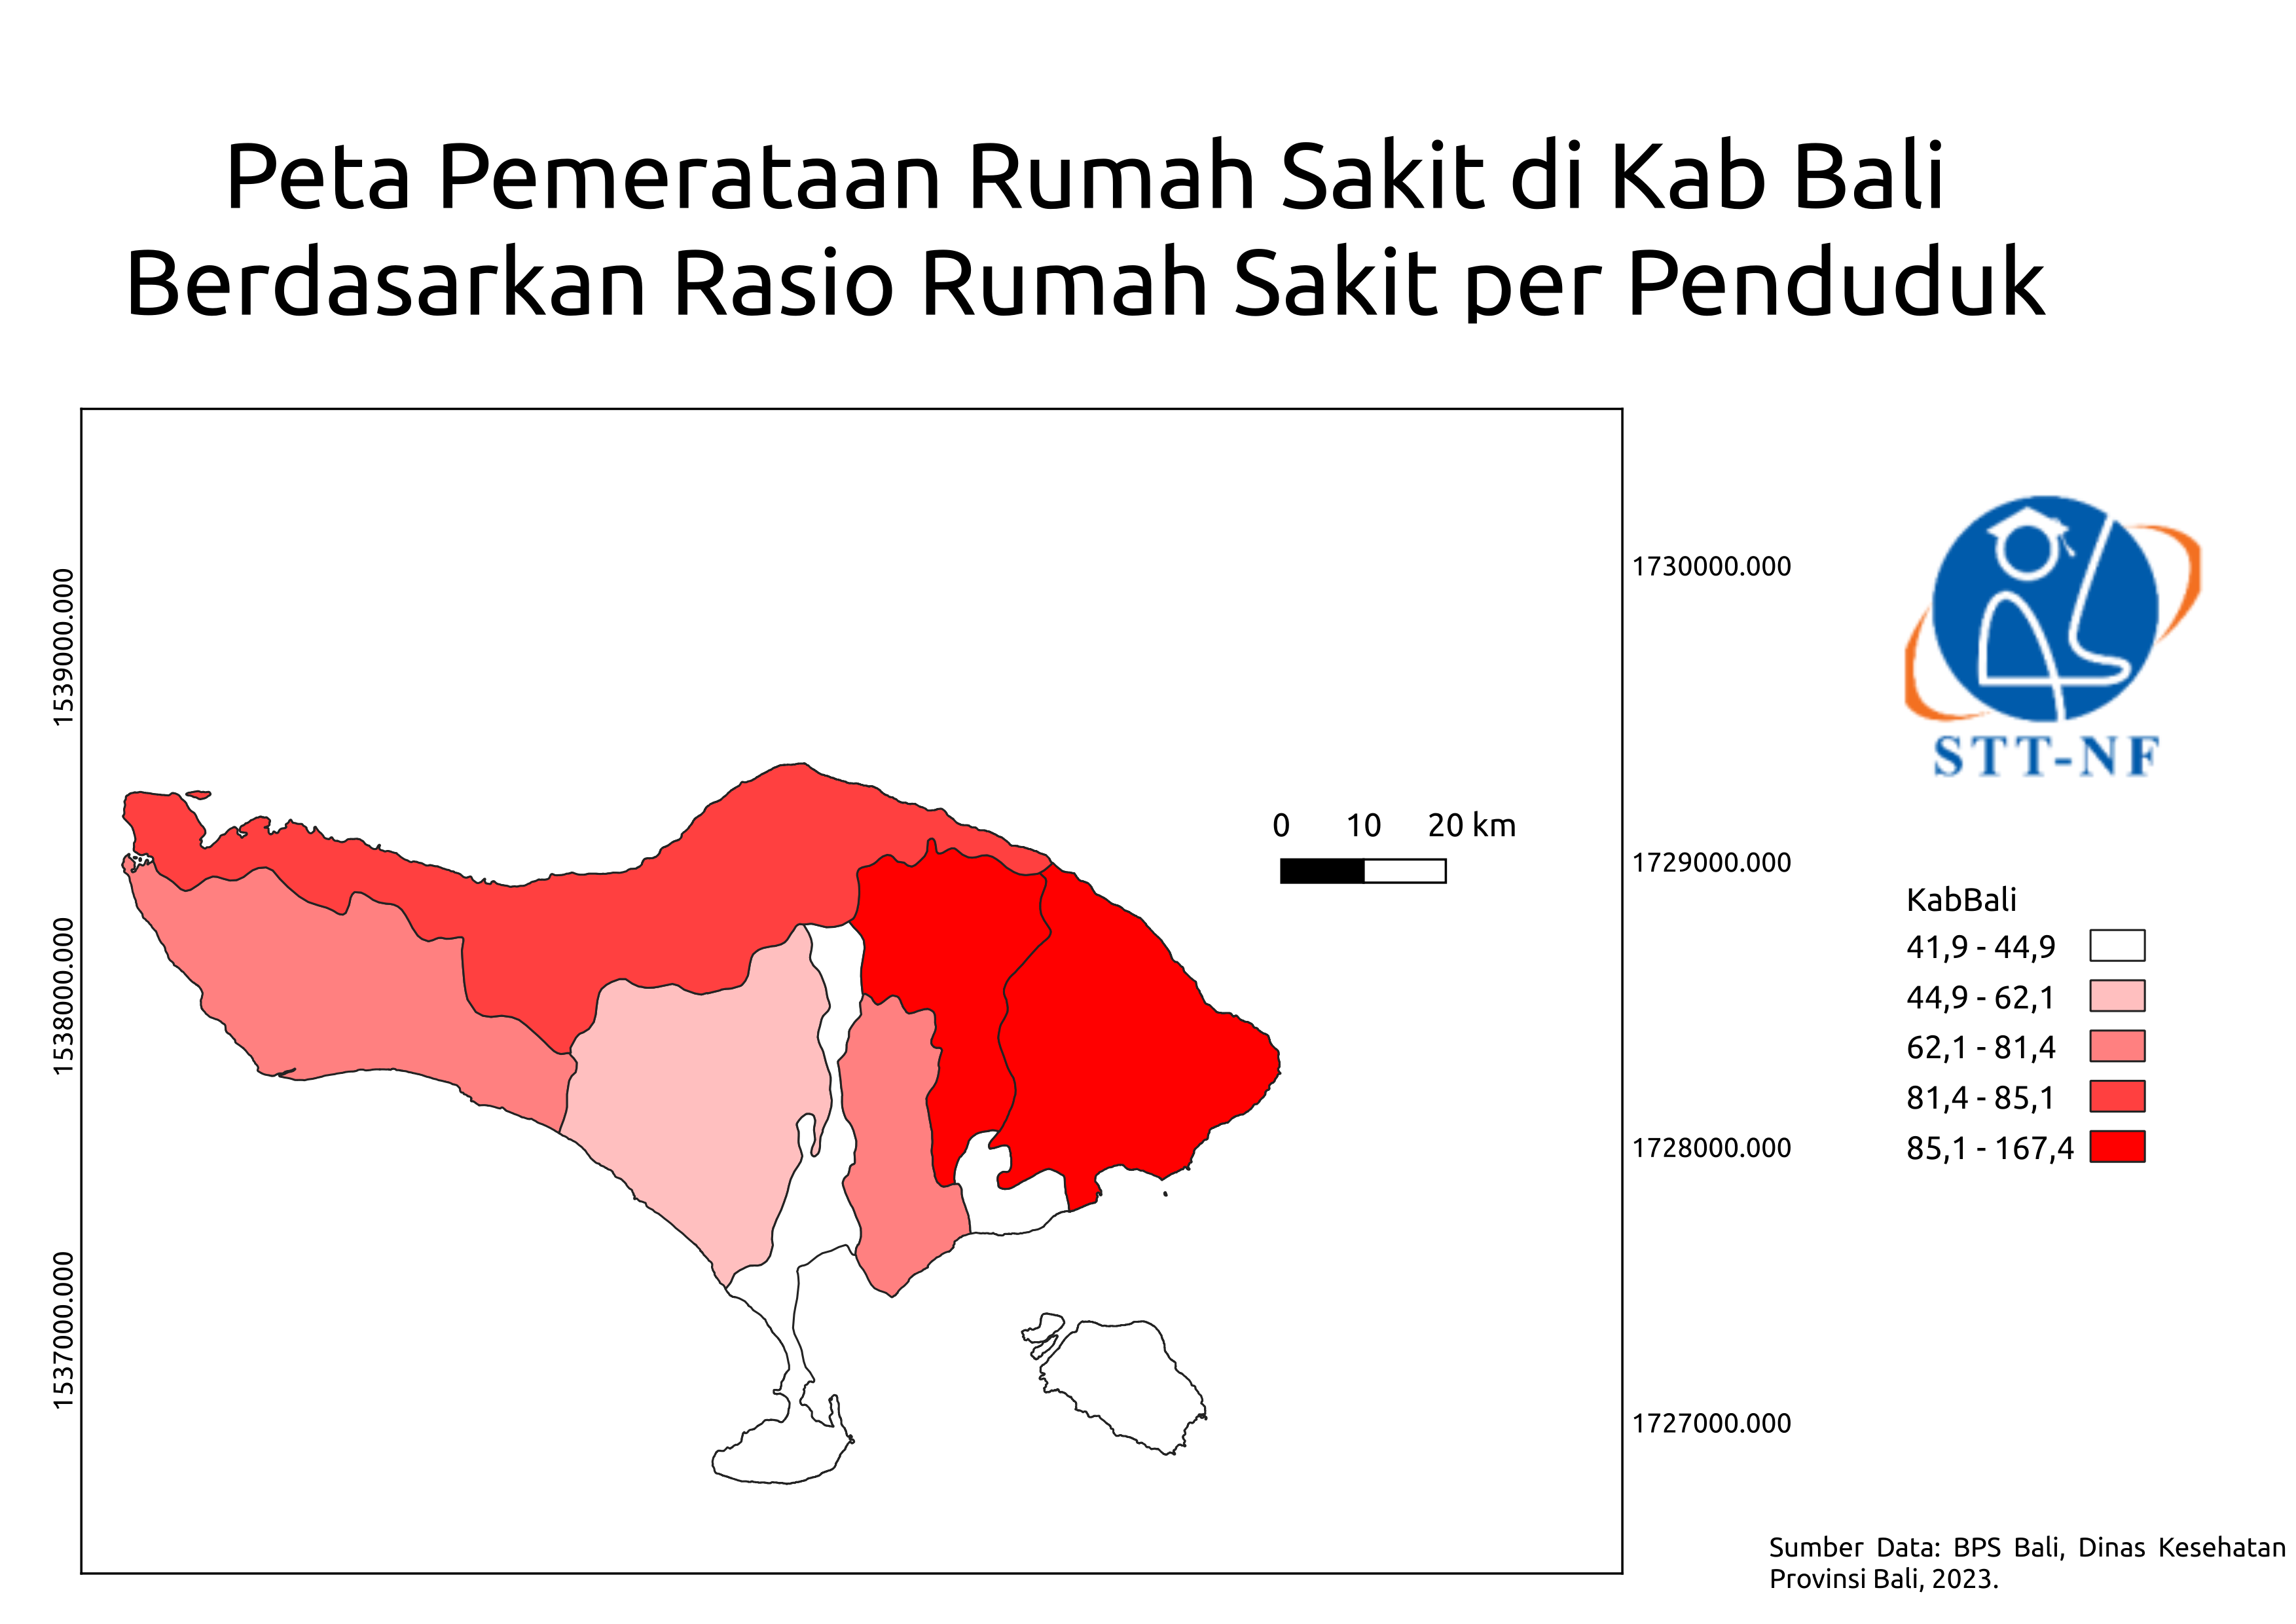 Peta Pemerataan Rumah Sakit di Kab Bali
Berdasarkan Rasio Rumah Sakit per Penduduk
1539000.000
1538000.000
1537000.000
0 10 20 km
1730000.000
1729000.000
1728000.000
1727000.000
STT-NF
KabBali
41,9 - 44,9
44,9 - 62,1
62,1 - 81,4
81,4 - 85,1
85,1 - 167,4
Sumber Data: BPS Bali, Dinas Kesehatan
Provinsi Bali, 2023.